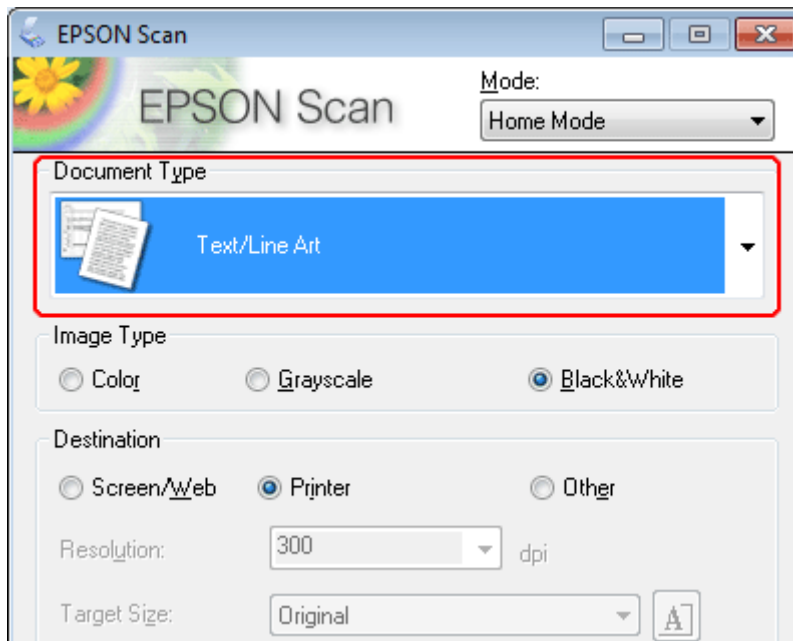 EPSON Scan
EPSON Scan
Mode:
Home Mode
Document Type
Text/Line Art
Image Type
Color Grayscale Black&White
Destination
Screen/Web Printer Other
Resolution: 300 dpi
Target Size: Original A